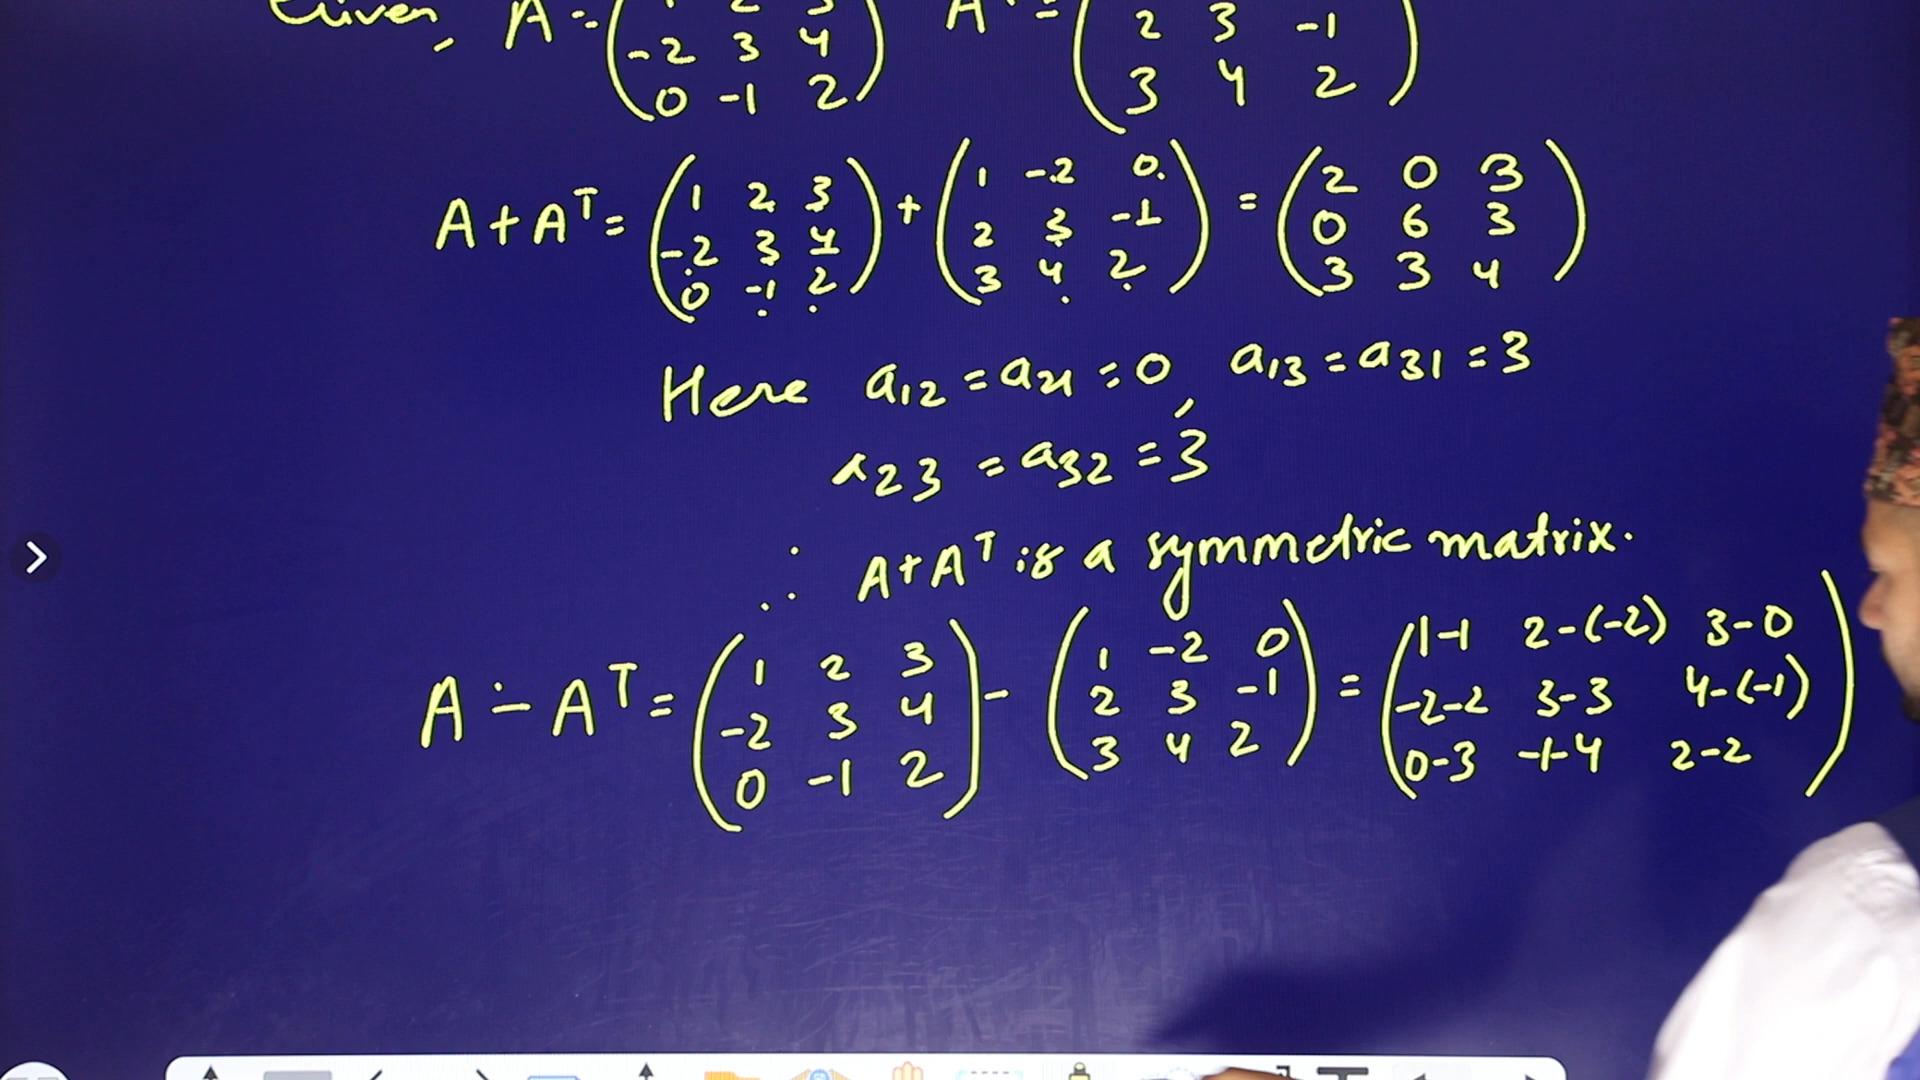 Given, A = (1 2 3 A^T = (
-2 3 4 2 3 -1
0 -1 2) 3 4 2)
A + A^T = (1 2 3 + (1 -2 0 = (2 0 3
-2 3 4 2 3 -1 0 6 3
0 -1 2) 3 4 2) 3 3 4)
Here a12 = a21 = 0, a13 = a31 = 3
a23 = a32 = 3
∴ A+A^T is a symmetric matrix.
A - A^T = (1 2 3 - (1 -2 0 = (1-1 2-(-2) 3-0
-2 3 4 2 3 -1 -2-2 3-3 4-(-1)
0 -1 2) 3 4 2) 0-3 -1-4 2-2)